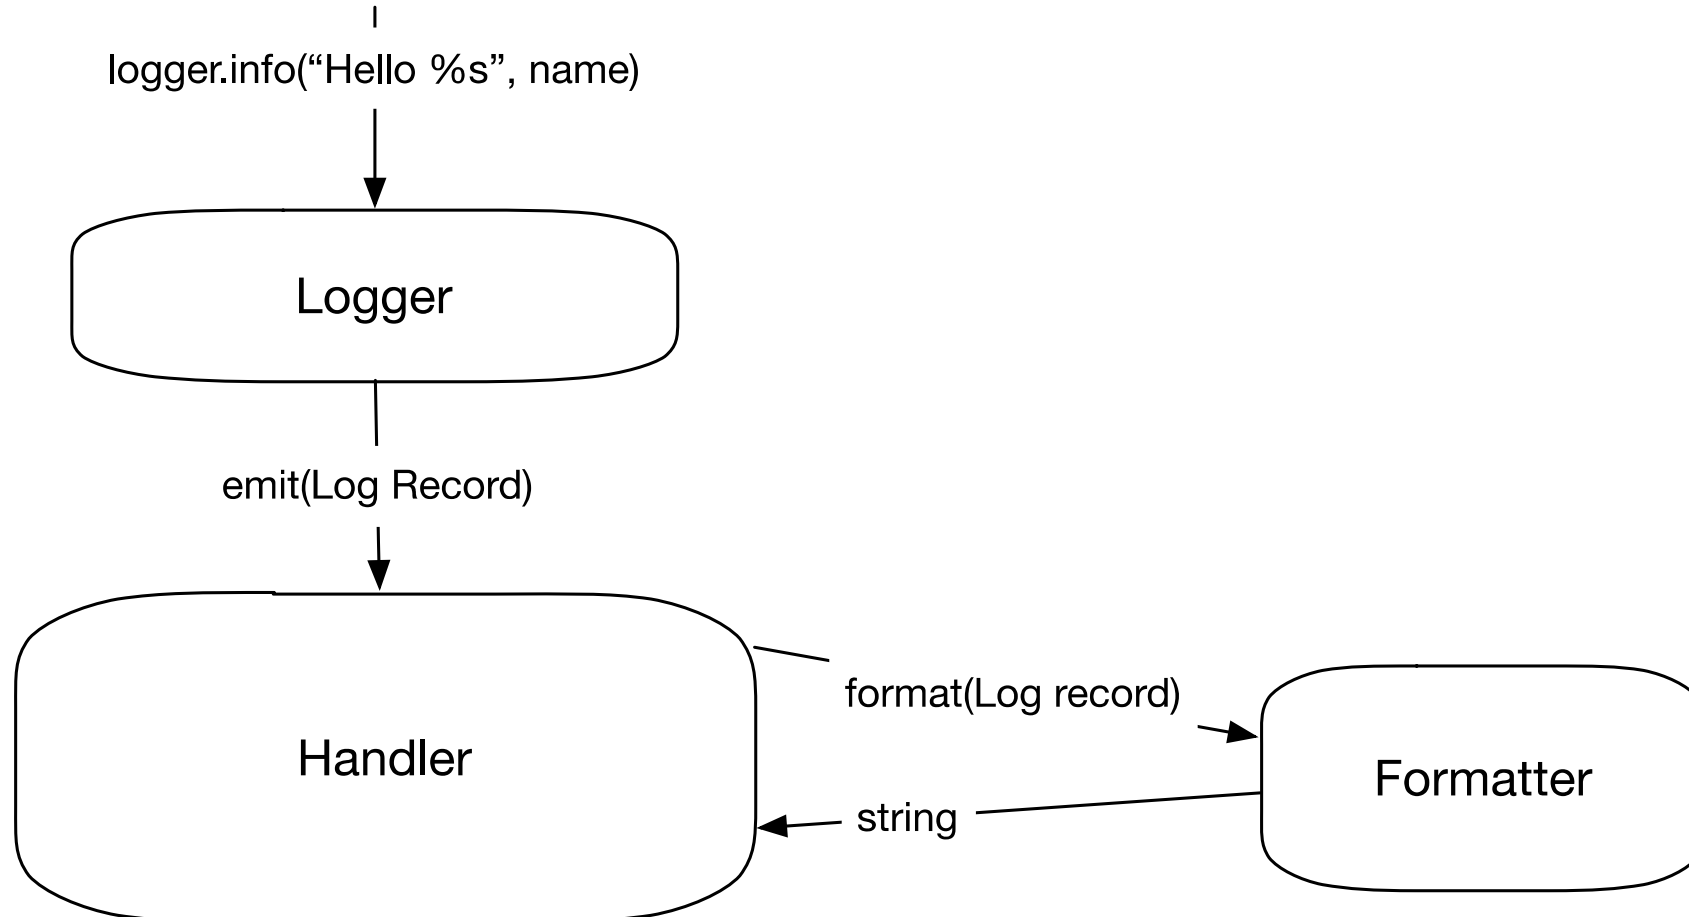 logger.info(“Hello %s”, name)
Logger
emit(Log Record)
format(Log record)
Handler
Formatter
string